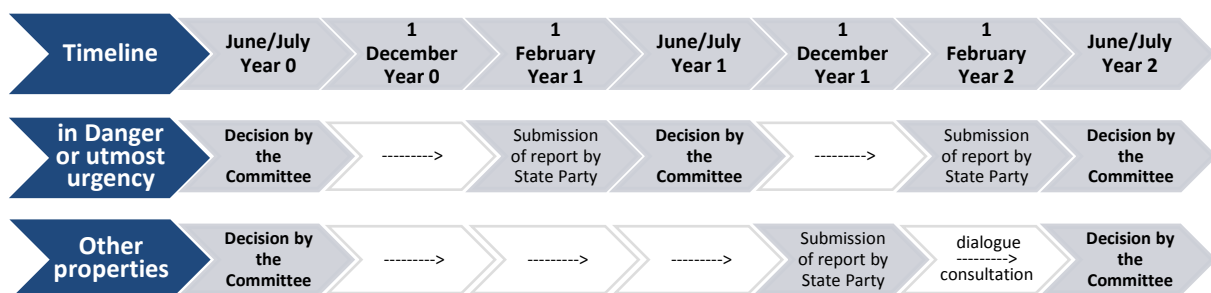 Timeline
June/July
Year 0
1
December
Year 0
1
February
Year 1
June/July
Year 1
1
December
Year 1
1
February
Year 2
June/July
Year 2
in Danger
or utmost
urgency
Decision by
the
Committee
--------->
Submission
of report by
State Party
Decision by
the
Committee
--------->
Submission
of report by
State Party
Decision by
the
Committee
Other
properties
Decision by
the
Committee
--------->
--------->
--------->
Submission
of report by
State Party
dialogue
--------->
consultation
Decision by
the
Committee